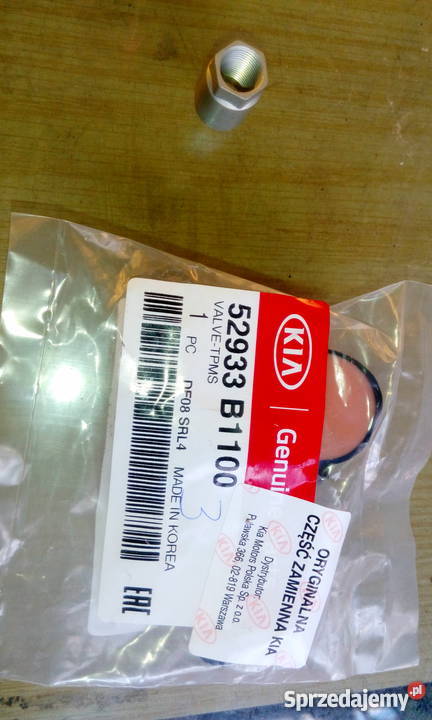 KIA
Genui
52933 B1100
VALVE-TPMS
1 PC DF08 SRL4 MADE IN KOREA
EAC
3
ORYGINALNA
CZĘŚĆ ZAMIENNA KIA
Dystrybutor:
Kia Motors Polska Sp. z o.o.
Puławska 366, 02-819 Warszawa
KIA
Sprzedajemy.pl